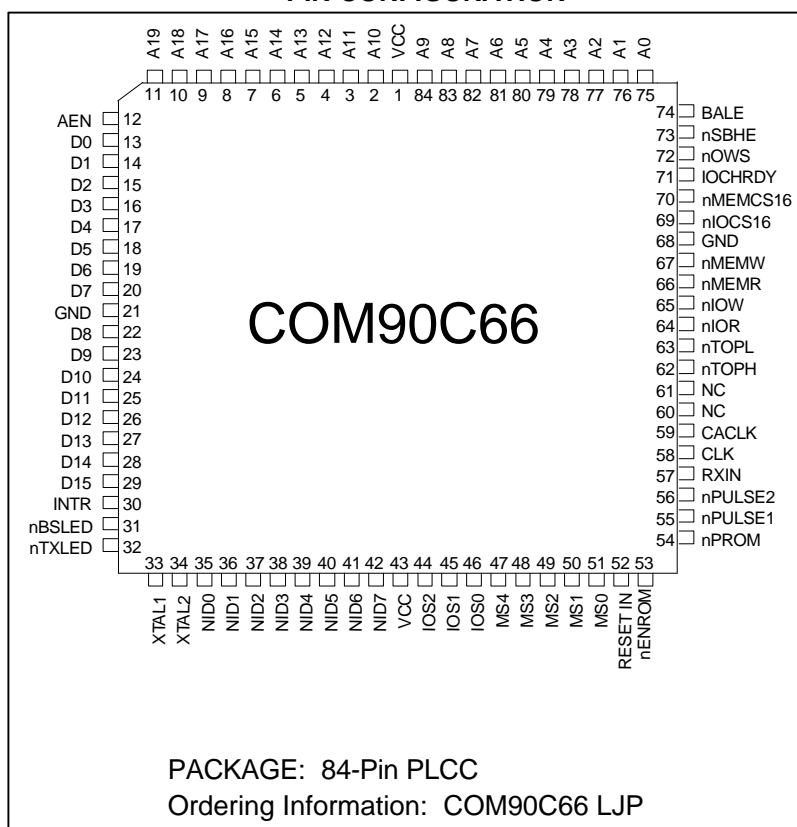 PIN CONFIGURATION
A19 A18 A17 A16 A15 A14 A13 A12 A11 A10 VCC A9 A8 A7 A6 A5 A4 A3 A2 A1 A0
11 10 9 8 7 6 5 4 3 2 1 84 83 82 81 80 79 78 77 76 75
AEN 12
D0 13
D1 14
D2 15
D3 16
D4 17
D5 18
D6 19
D7 20
GND 21
D8 22
D9 23
D10 24
D11 25
D12 26
D13 27
D14 28
D15 29
INTR 30
nBSLED 31
nTXLED 32
COM90C66
74 BALE
73 nSBHE
72 nOWS
71 IOCHRDY
70 nMEMCS16
69 nIOCS16
68 GND
67 nMEMW
66 nMEMR
65 nIOW
64 nIOR
63 nTOPL
62 nTOPH
61 NC
60 NC
59 CACLK
58 CLK
57 RXIN
56 nPULSE2
55 nPULSE1
54 nPROM
33 34 35 36 37 38 39 40 41 42 43 44 45 46 47 48 49 50 51 52 53
XTAL1 XTAL2 NID0 NID1 NID2 NID3 NID4 NID5 NID6 NID7 VCC IOS2 IOS1 IOS0 MS4 MS3 MS2 MS1 MS0 RESET IN nENROM
PACKAGE: 84-Pin PLCC
Ordering Information: COM90C66 LJP